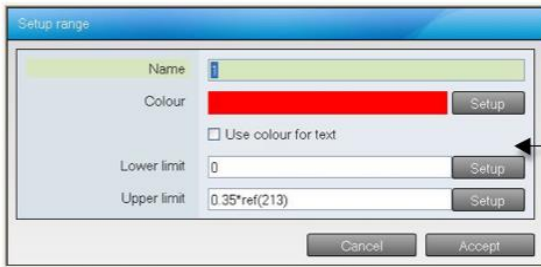 Setup range
Name 1
Colour Setup
Use colour for text
Lower limit 0 Setup
Upper limit 0.35*ref(213) Setup
Cancel Accept